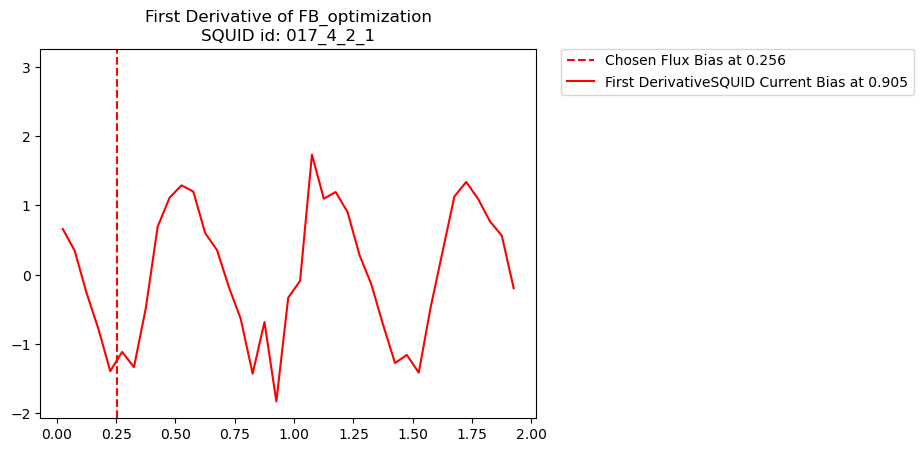 First Derivative of FB_optimization
SQUID id: 017_4_2_1
Chosen Flux Bias at 0.256
First DerivativeSQUID Current Bias at 0.905
3
2
1
0
−1
−2
0.00 0.25 0.50 0.75 1.00 1.25 1.50 1.75 2.00